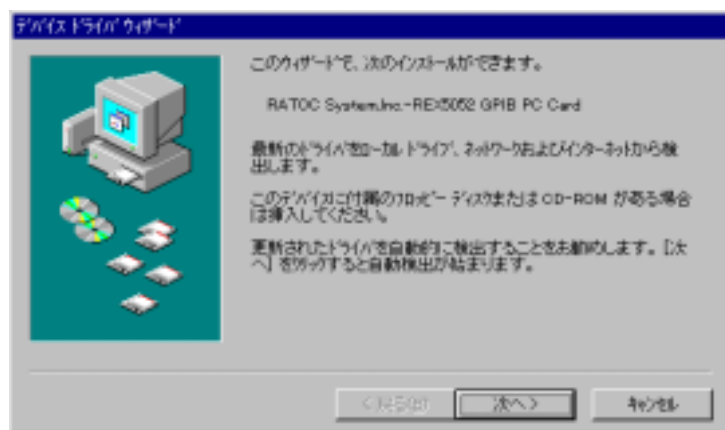 ﾃﾞﾊﾞｲｽ ﾄﾞﾗｲﾊﾞ ｳｨｻﾞｰﾄﾞ
このｳｨｻﾞｰﾄﾞで、次のｲﾝｽﾄｰﾙができます。
RATOC System.Inc.-REX5052 GPIB PC Card
最新のﾄﾞﾗｲﾊﾞをﾛｰｶﾙ ﾄﾞﾗｲﾌﾞ、ﾈｯﾄﾜｰｸおよびｲﾝﾀｰﾈｯﾄから検
出します。
このﾃﾞﾊﾞｲｽに付属のﾌﾛｯﾋﾟｰ ﾃﾞｨｽｸまたは CD-ROM がある場合
は挿入してください。
更新されたﾄﾞﾗｲﾊﾞを自動的に検出することをお勧めします。[次
へ] をｸﾘｯｸすると自動検出が始まります。
< 戻る(B)
次へ >
ｷｬﾝｾﾙ